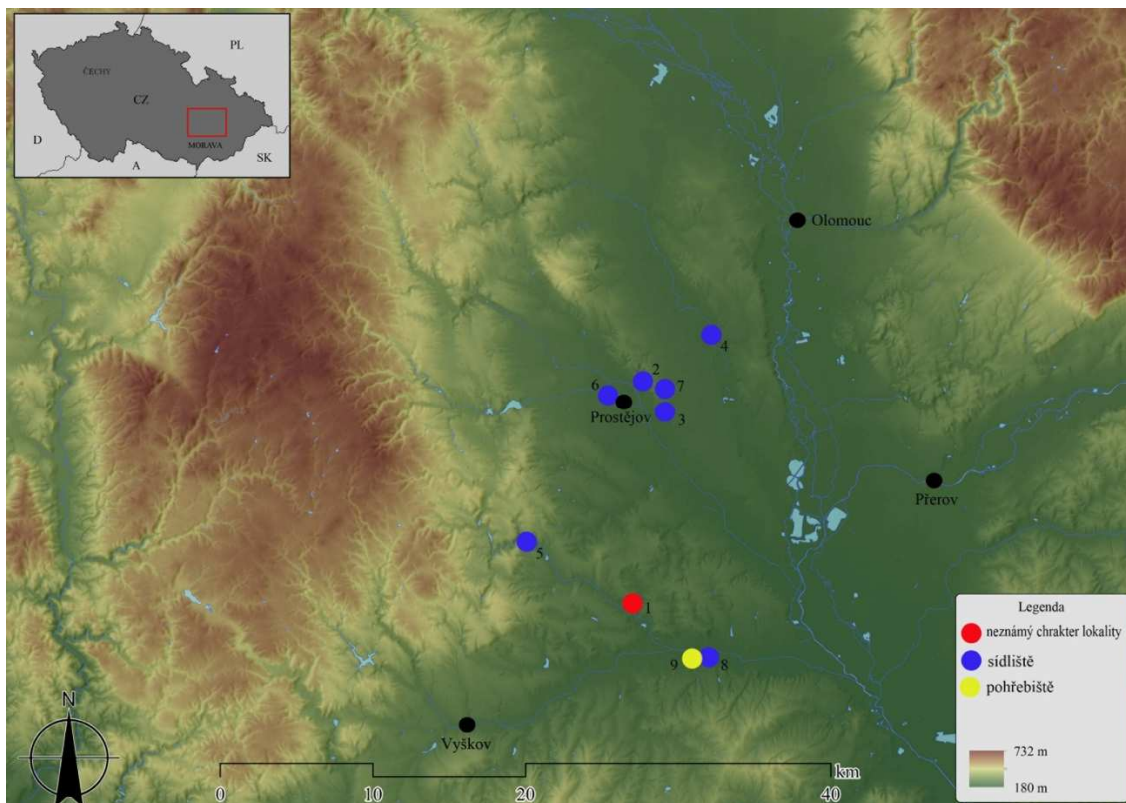 PL
ČECHY
CZ
D
MORAVA
A
SK
Olomouc
4
2
6
7
Prostějov
3
Přerov
5
1
9
8
Vyškov
N
0
10
20
40
km
Legenda
neznámý chrakter lokality
sídliště
pohřebiště
732 m
180 m